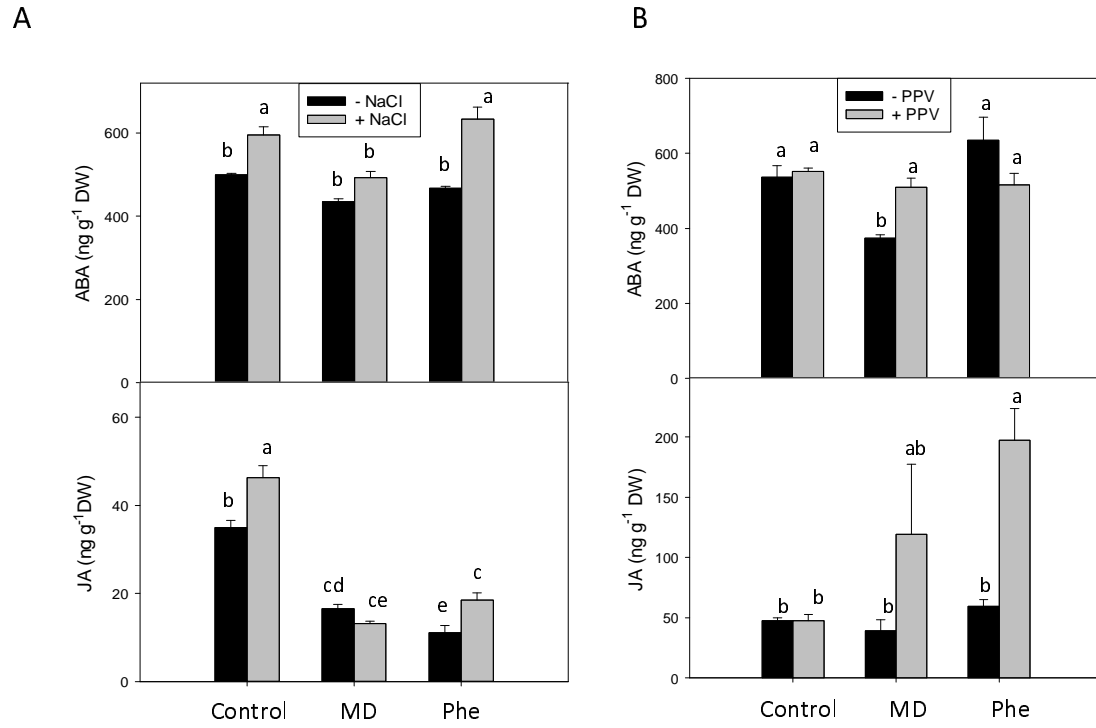 A
B
- NaCl
+ NaCl
ABA (ng g⁻¹ DW)
600
400
200
0
b
a
b
b
b
a
JA (ng g⁻¹DW)
60
40
20
0
b
a
cd
ce
e
c
Control MD Phe
- PPV
+ PPV
ABA (ng g⁻¹ DW)
800
600
400
200
0
a
a
b
a
a
a
JA (ng g⁻¹ DW)
200
150
100
50
0
b
b
b
ab
b
a
Control MD Phe